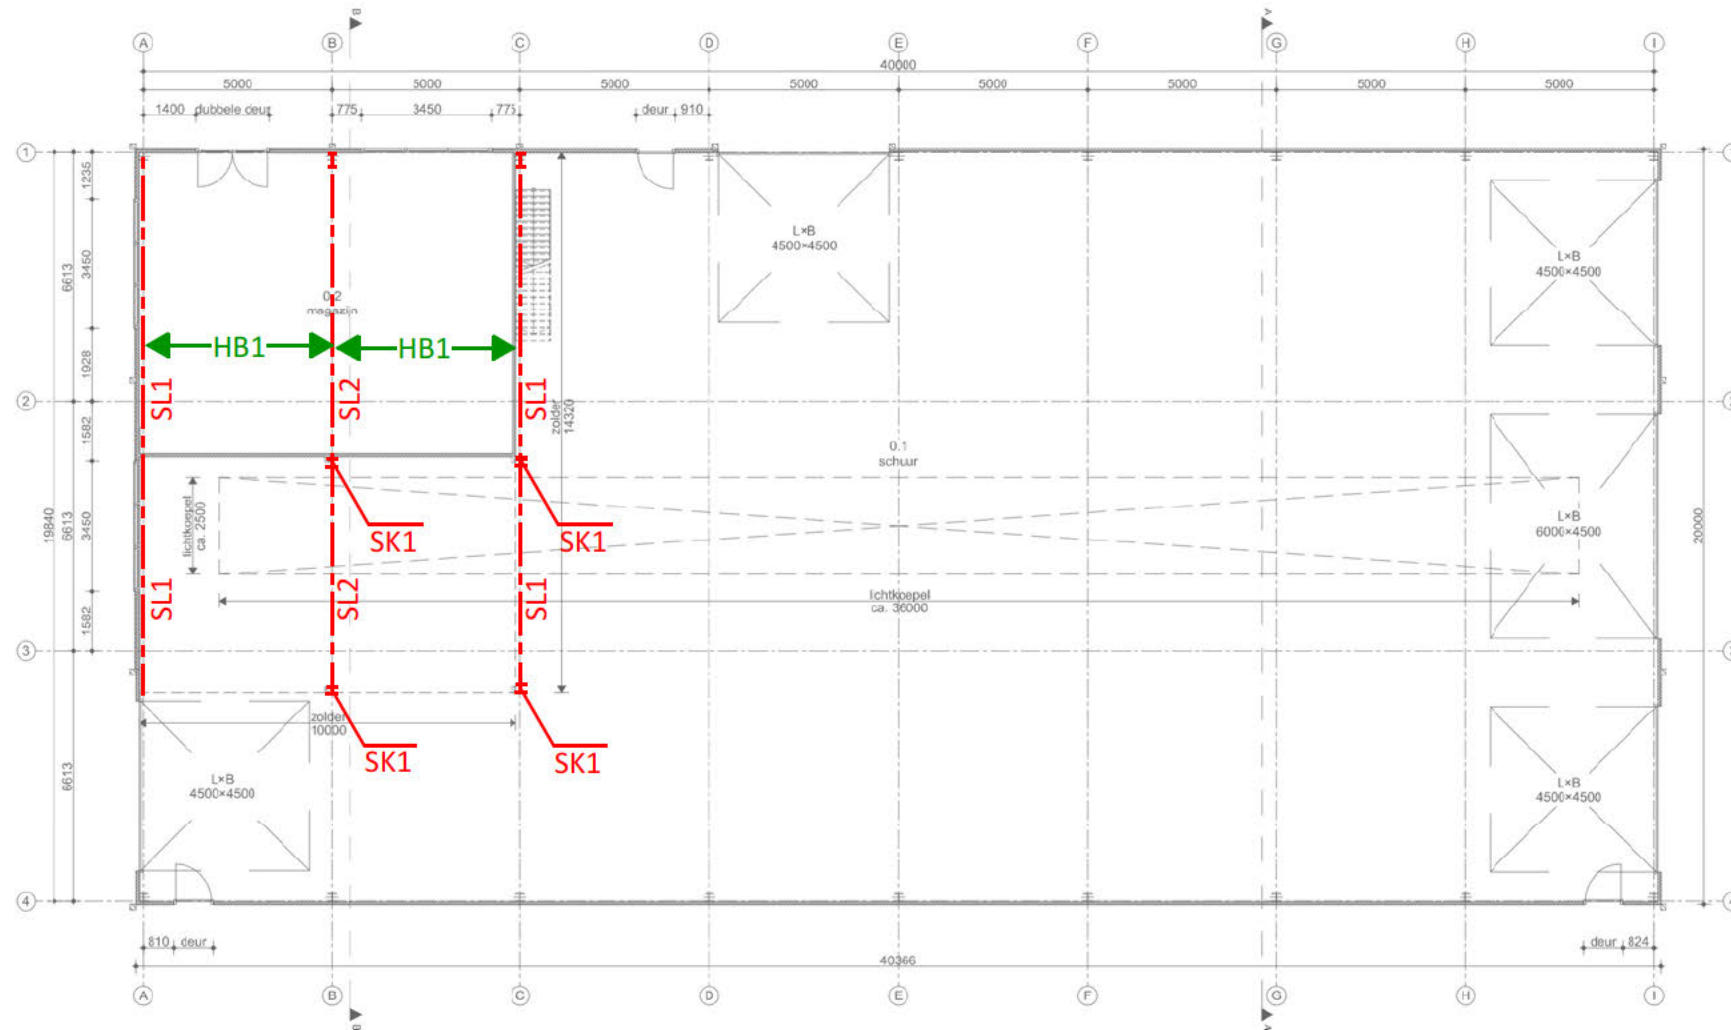 B
A
A B C D E F G H I
40000
5000 5000 5000 5000 5000 5000 5000 5000
1400 dubbele deur 775 3450 775 deur 910
1
1235
3450
6613
1928
1582
2
3450
6613
19840
1582
3
6613
4
0.2
magazijn
HB1 HB1
SL1 SL2 SL1
zolder
14320
L×B
4500×4500
L×B
4500×4500
0.1
schuur
lichtkoepel
ca. 2500
SK1 SK1
L×B
6000×4500
20000
SL1 SL2 SL1
lichtkoepel
ca. 36000
zolder
10000
SK1 SK1
L×B
4500×4500
L×B
4500×4500
810 deur deur 824
40366
A B C D E F G H I
B
A